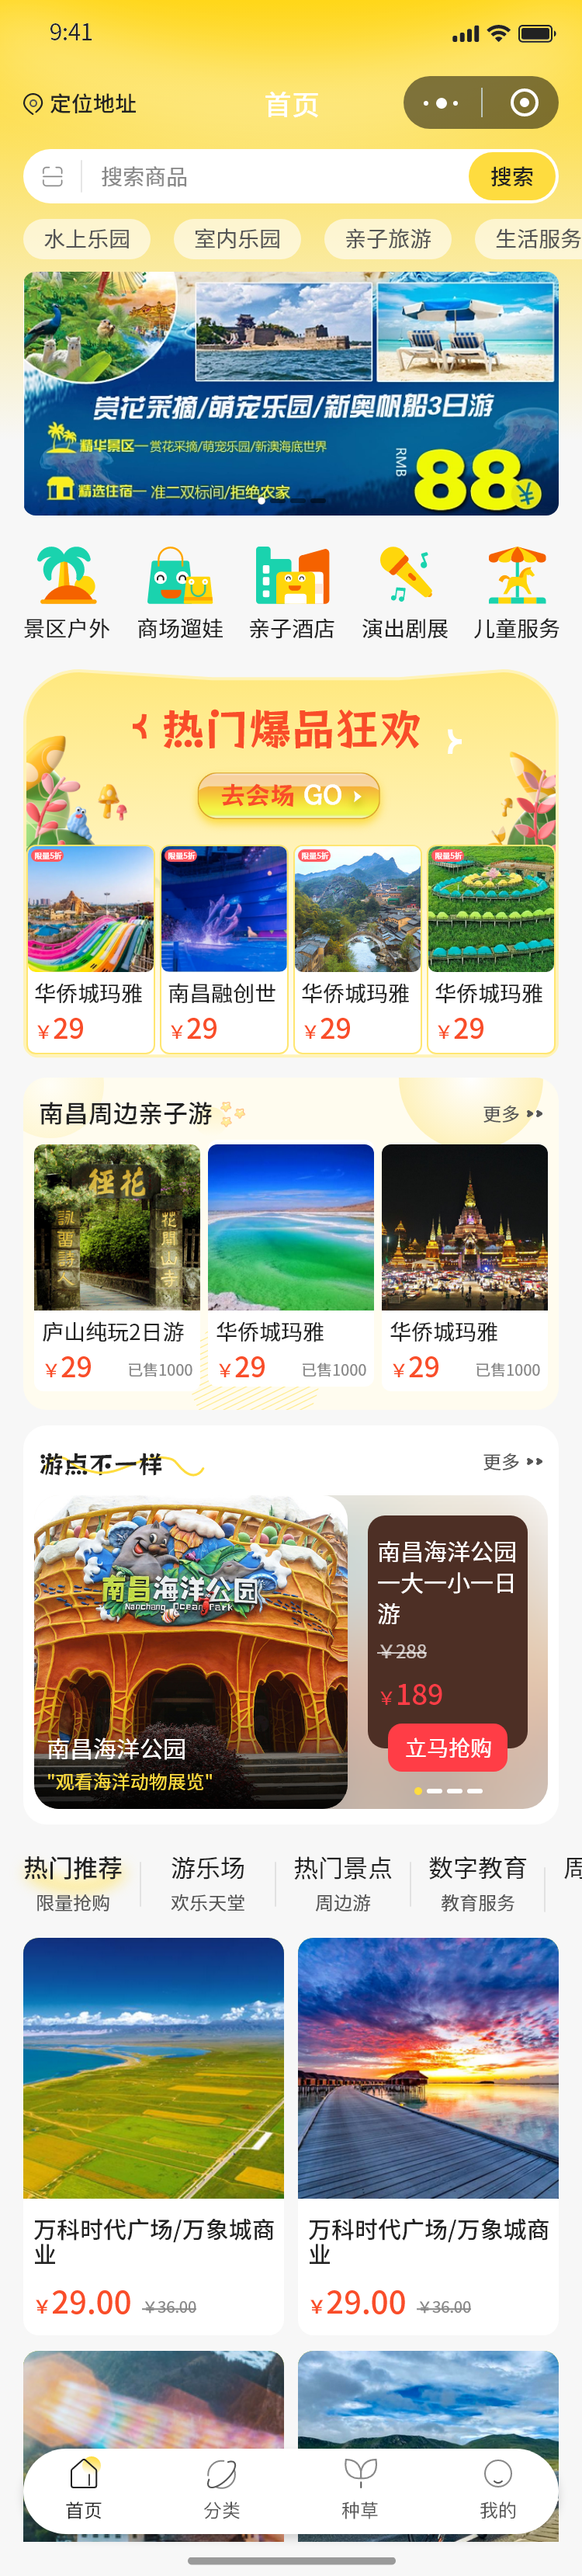 9:41
定位地址
首页
搜索商品
搜索
水上乐园
室内乐园
亲子旅游
生活服务
赏花采摘/萌宠乐园/新奥帆船3日游
精华景区—赏花采摘/萌宠乐园/新澳海底世界
精选住宿—准二双标间/拒绝农家
RMB
88
¥
景区户外
商场遛娃
亲子酒店
演出剧展
儿童服务
热门爆品狂欢
去会场 GO
限量5折
限量5折
限量5折
限量5折
华侨城玛雅
南昌融创世
华侨城玛雅
华侨城玛雅
¥29
¥29
¥29
¥29
南昌周边亲子游
更多
徑花
花開山寺
庐山纯玩2日游
华侨城玛雅
华侨城玛雅
¥29
已售1000
¥29
已售1000
¥29
已售1000
游点不一样
更多
南昌海洋公园
Nanchang Ocean Park
南昌海洋公园
"观看海洋动物展览"
南昌海洋公园
一大一小一日
游
¥288
¥189
立马抢购
热门推荐
游乐场
热门景点
数字教育
周
限量抢购
欢乐天堂
周边游
教育服务
万科时代广场/万象城商
业
¥29.00
¥36.00
万科时代广场/万象城商
业
¥29.00
¥36.00
首页
分类
种草
我的